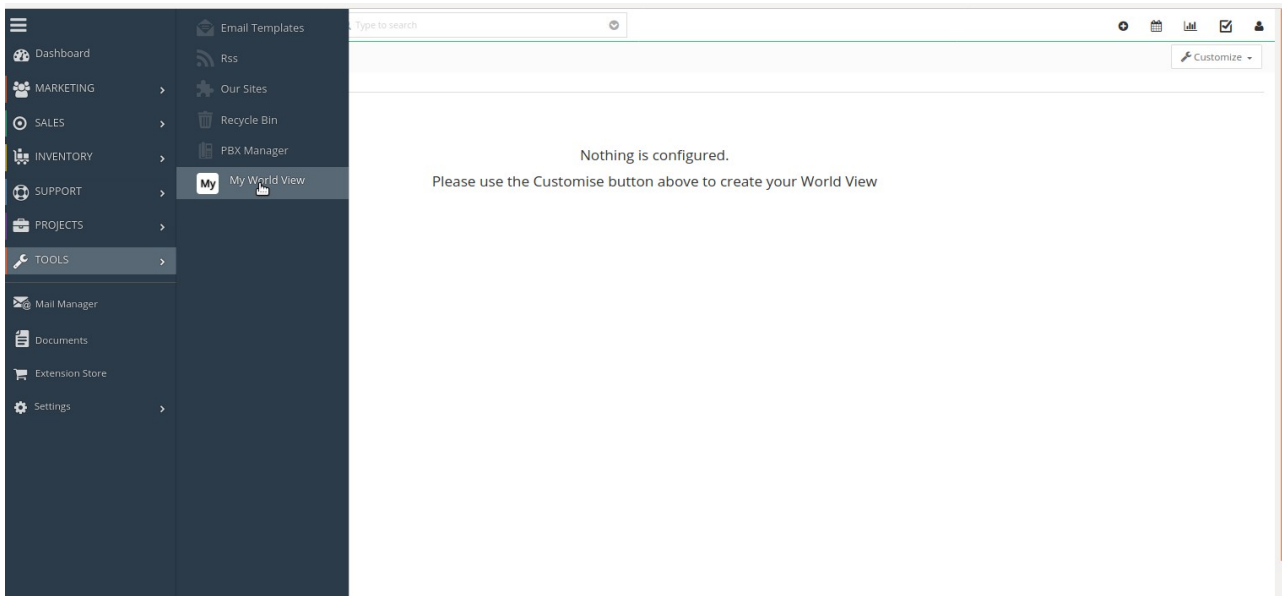 Type to search
Customize
Dashboard
MARKETING
SALES
INVENTORY
SUPPORT
PROJECTS
TOOLS
Mail Manager
Documents
Extension Store
Settings
Email Templates
Rss
Our Sites
Recycle Bin
PBX Manager
My My World View
Nothing is configured.
Please use the Customise button above to create your World View